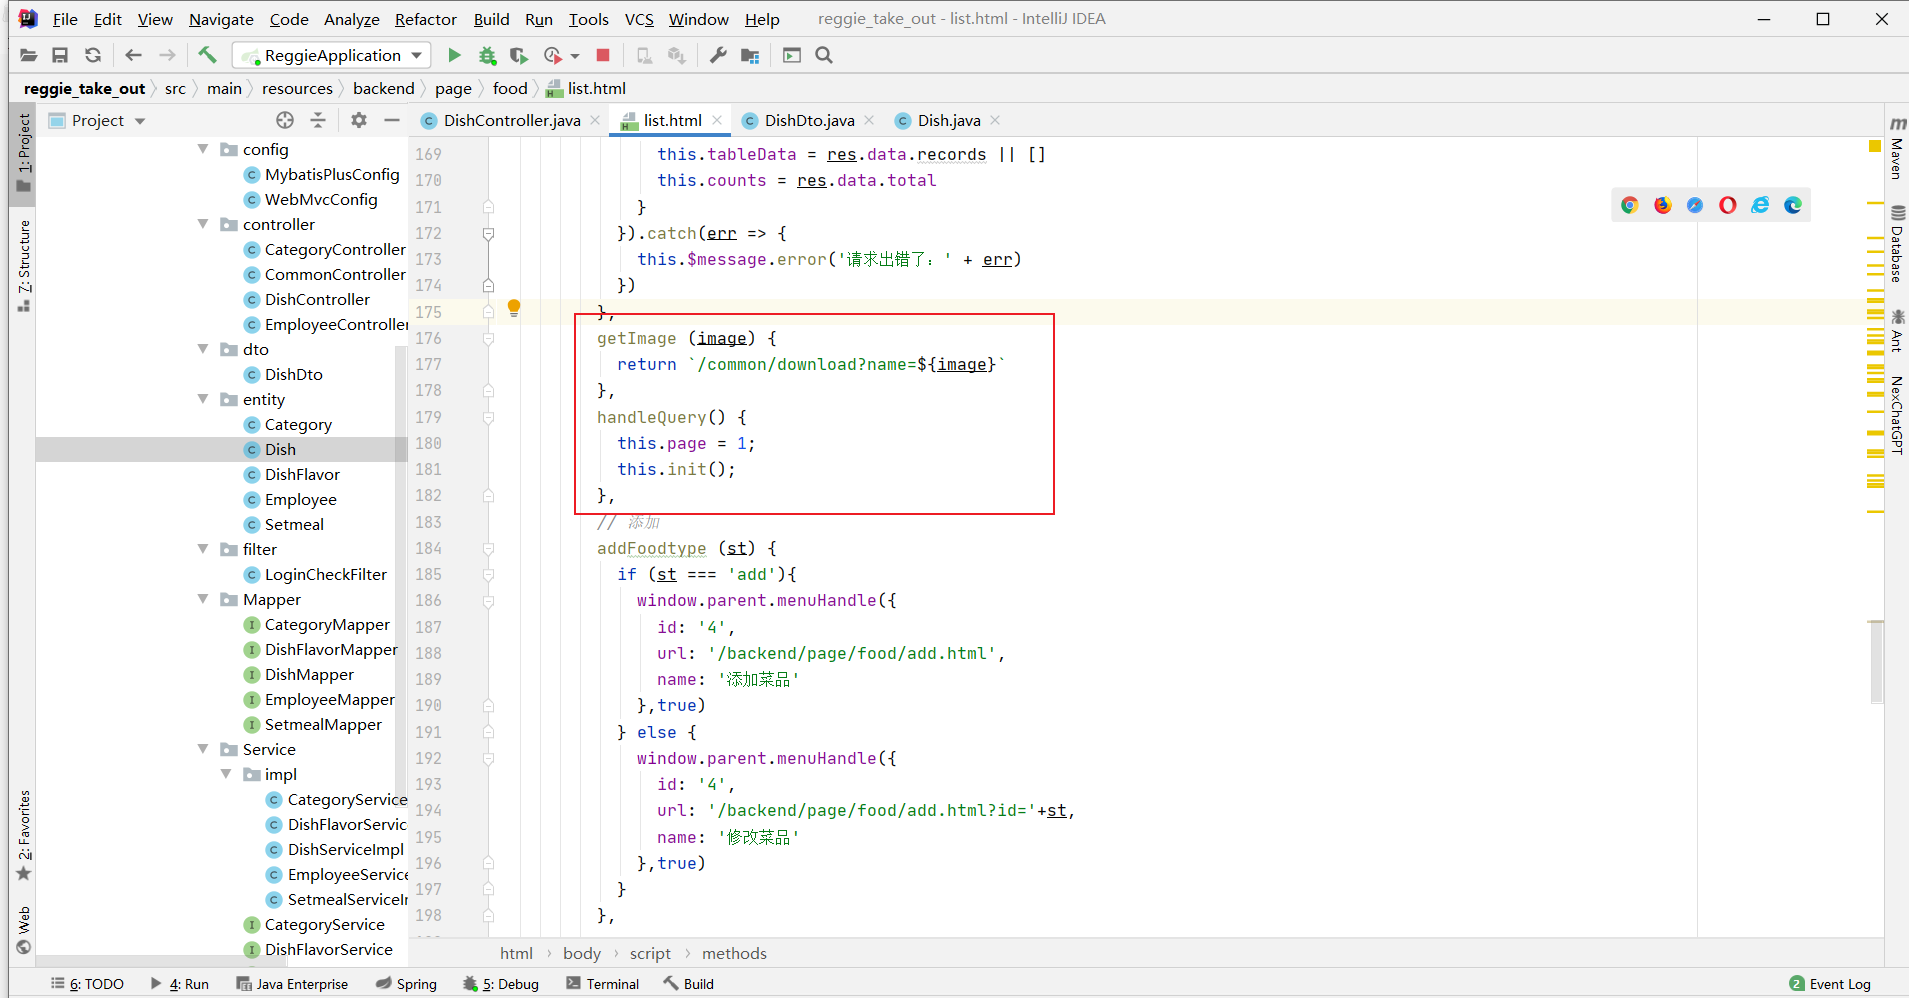 File Edit View Navigate Code Analyze Refactor Build Run Tools VCS Window Help reggie_take_out - list.html - IntelliJ IDEA
ReggieApplication
reggie_take_out src main resources backend page food list.html
Project
DishController.java list.html DishDto.java Dish.java
1: Project
7: Structure
2: Favorites
Web
config
MybatisPlusConfig
WebMvcConfig
controller
CategoryController
CommonController
DishController
EmployeeController
dto
DishDto
entity
Category
Dish
DishFlavor
Employee
Setmeal
filter
LoginCheckFilter
Mapper
CategoryMapper
DishFlavorMapper
DishMapper
EmployeeMapper
SetmealMapper
Service
impl
CategoryService
DishFlavorServic
DishServiceImpl
EmployeeService
SetmealServiceI
CategoryService
DishFlavorService
169 this.tableData = res.data.records || []
170 this.counts = res.data.total
171 }
172 }).catch(err => {
173 this.$message.error('请求出错了：' + err)
174 })
175 },
176 getImage (image) {
177 return `/common/download?name=${image}`
178 },
179 handleQuery() {
180 this.page = 1;
181 this.init();
182 },
183 // 添加
184 addFoodtype (st) {
185 if (st === 'add'){
186 window.parent.menuHandle({
187 id: '4',
188 url: '/backend/page/food/add.html',
189 name: '添加菜品'
190 },true)
191 } else {
192 window.parent.menuHandle({
193 id: '4',
194 url: '/backend/page/food/add.html?id='+st,
195 name: '修改菜品'
196 },true)
197 }
198 },
html body script methods
Maven
Database
Ant
NexChatGPT
6: TODO 4: Run Java Enterprise Spring 5: Debug Terminal Build 2 Event Log